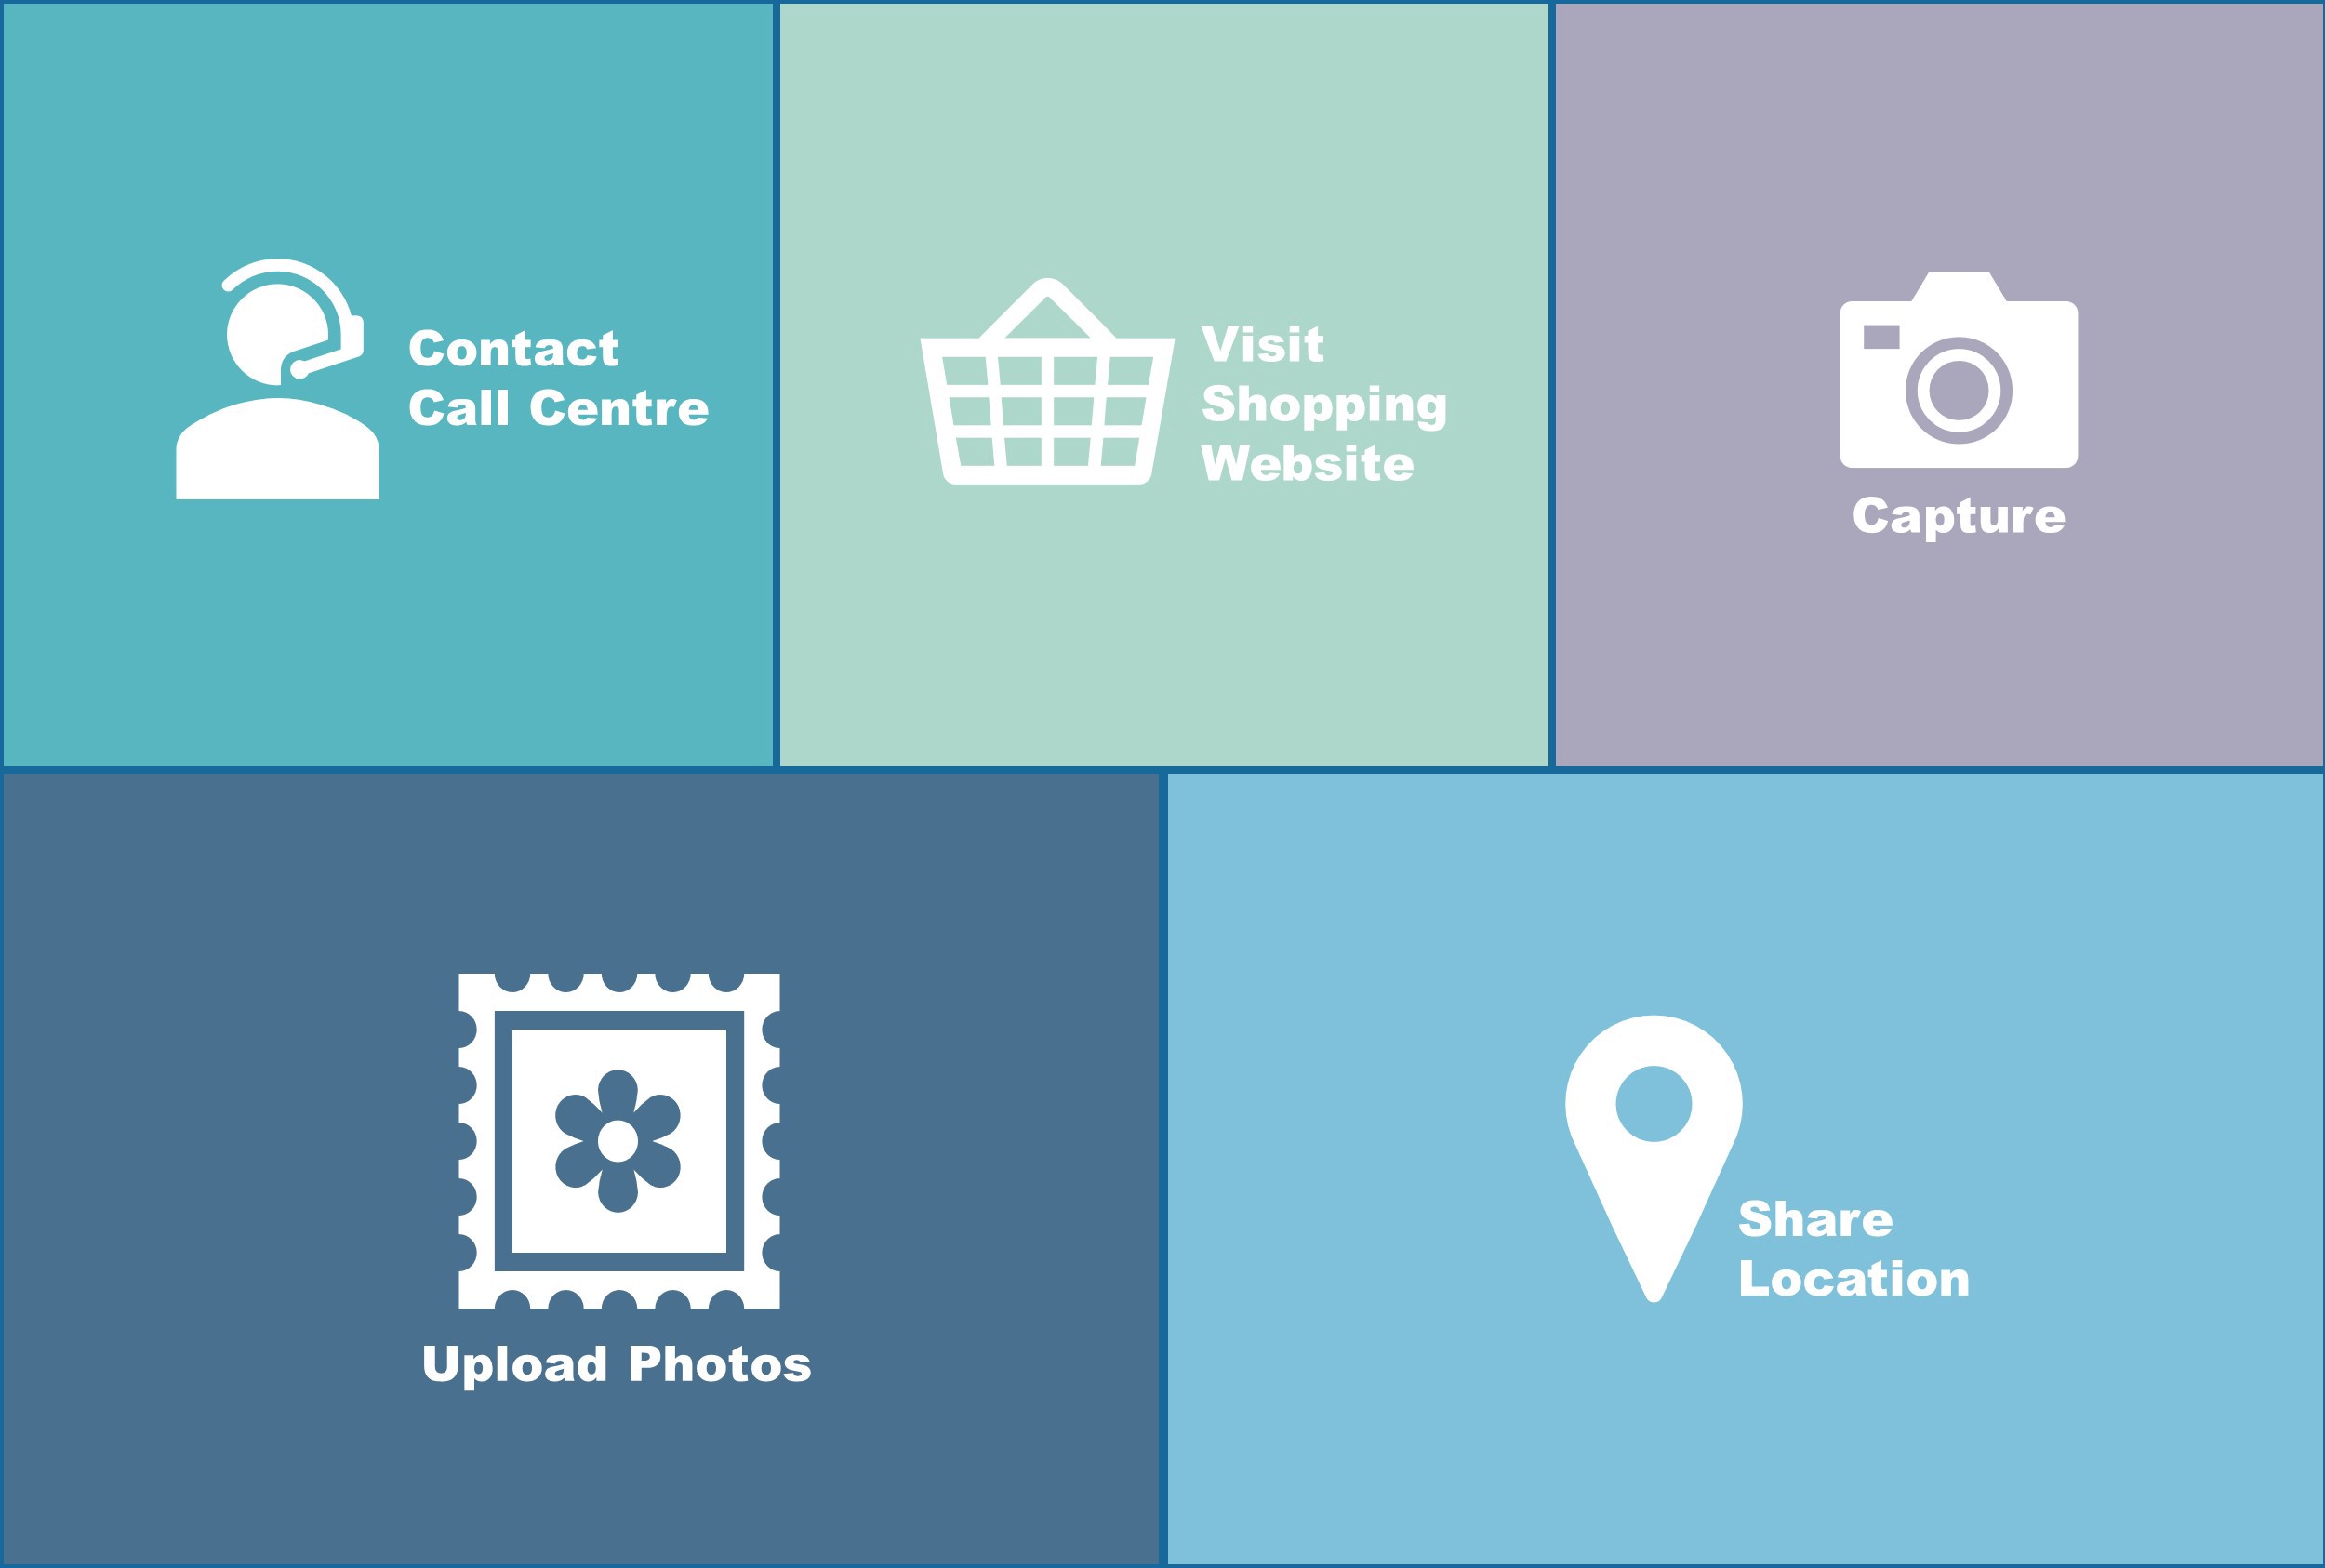 Contact
Call Centre
Visit
Shopping
Website
Capture
Upload Photos
Share
Location